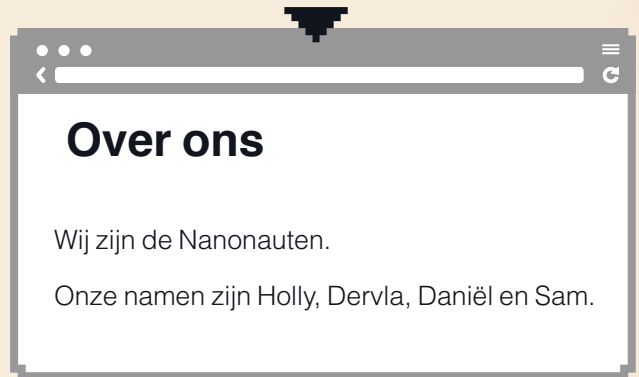 Over ons
Wij zijn de Nanonauten.
Onze namen zijn Holly, Dervla, Daniël en Sam.